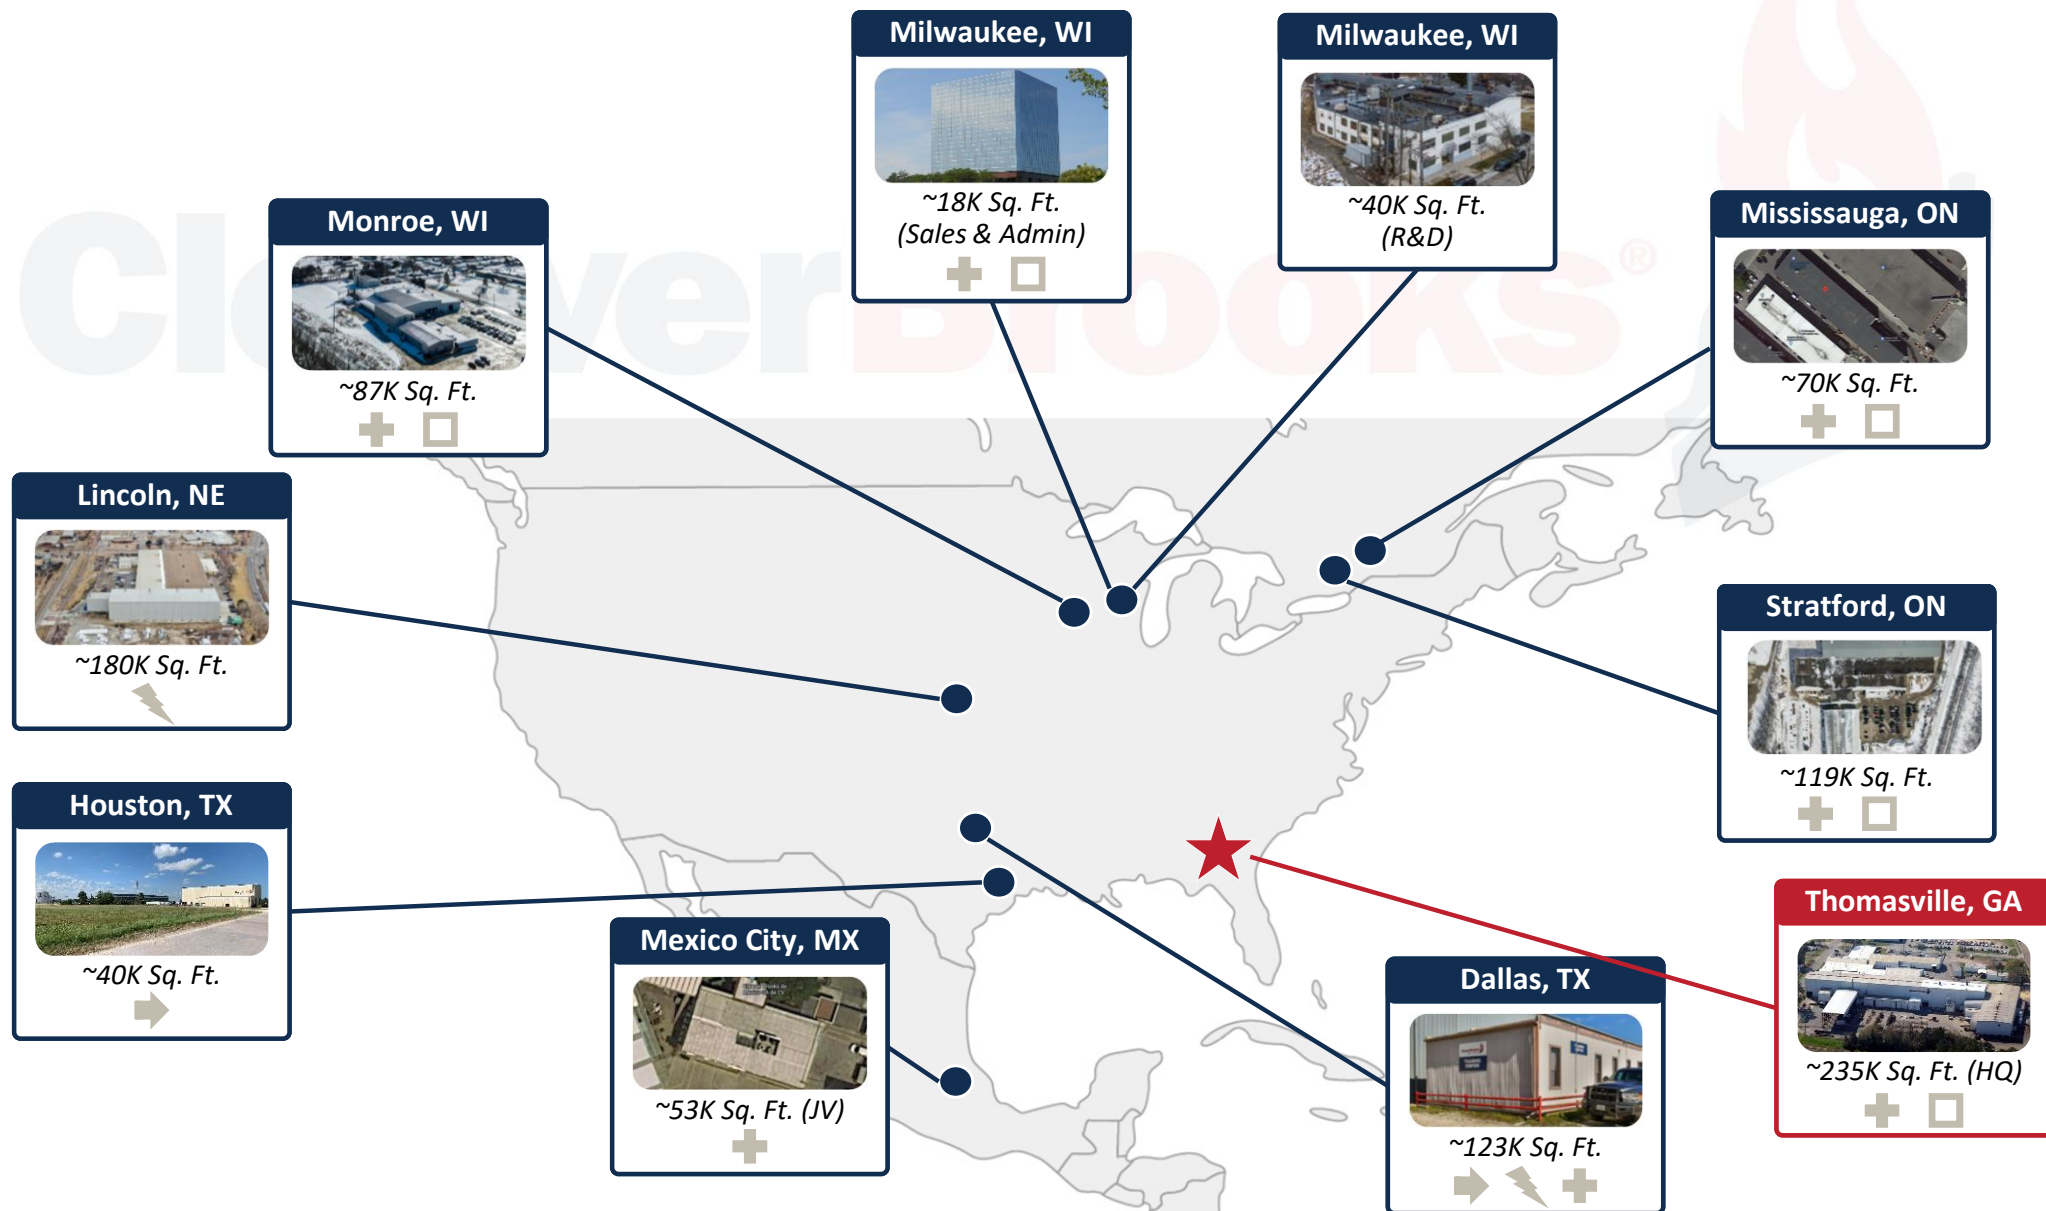 CleaverBrooks®
Milwaukee, WI
~18K Sq. Ft.
(Sales & Admin)
Milwaukee, WI
~40K Sq. Ft.
(R&D)
Monroe, WI
~87K Sq. Ft.
Mississauga, ON
~70K Sq. Ft.
Lincoln, NE
~180K Sq. Ft.
Stratford, ON
~119K Sq. Ft.
Houston, TX
~40K Sq. Ft.
Mexico City, MX
~53K Sq. Ft. (JV)
Dallas, TX
~123K Sq. Ft.
Thomasville, GA
~235K Sq. Ft. (HQ)